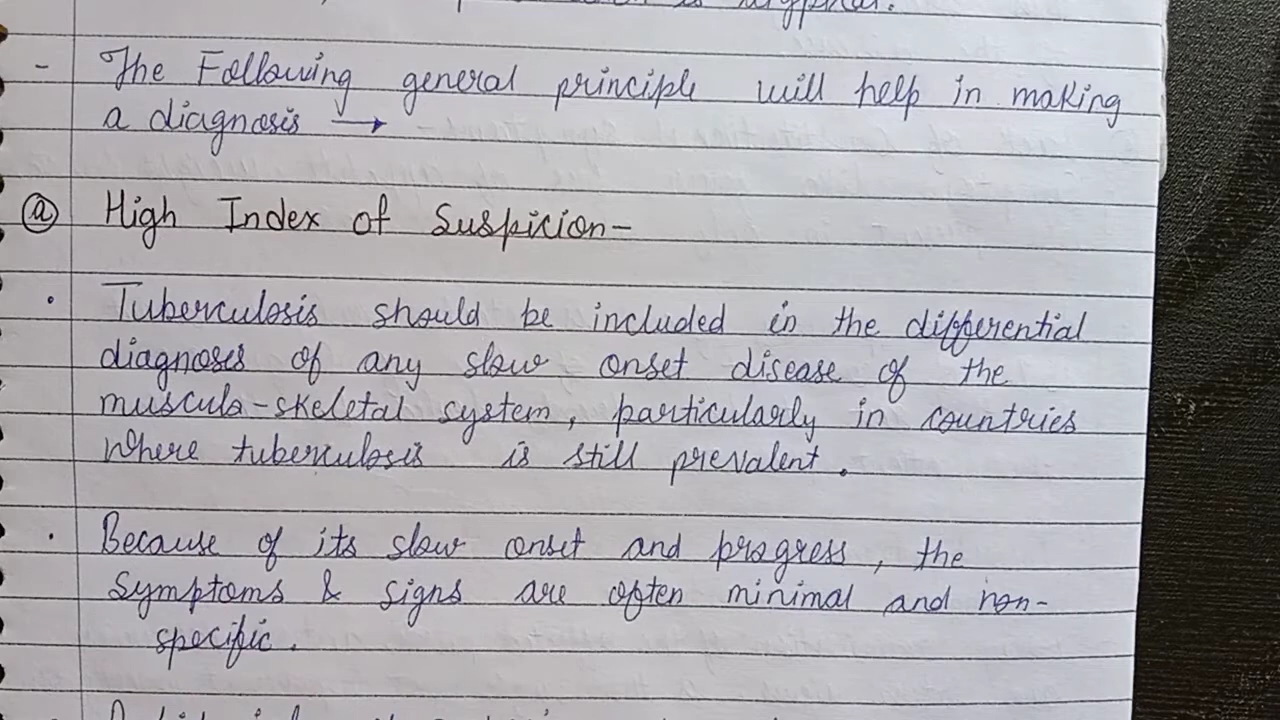 - The Following general principle will help in making
a diagnosis →
ⓐ High Index of Suspicion-
• Tuberculosis should be included in the differential
diagnoses of any slow onset disease of the
musculo-skeletal system, particularly in countries
where tuberculosis is still prevalent.
• Because of its slow onset and progress, the
symptoms & signs are often minimal and non-
specific.